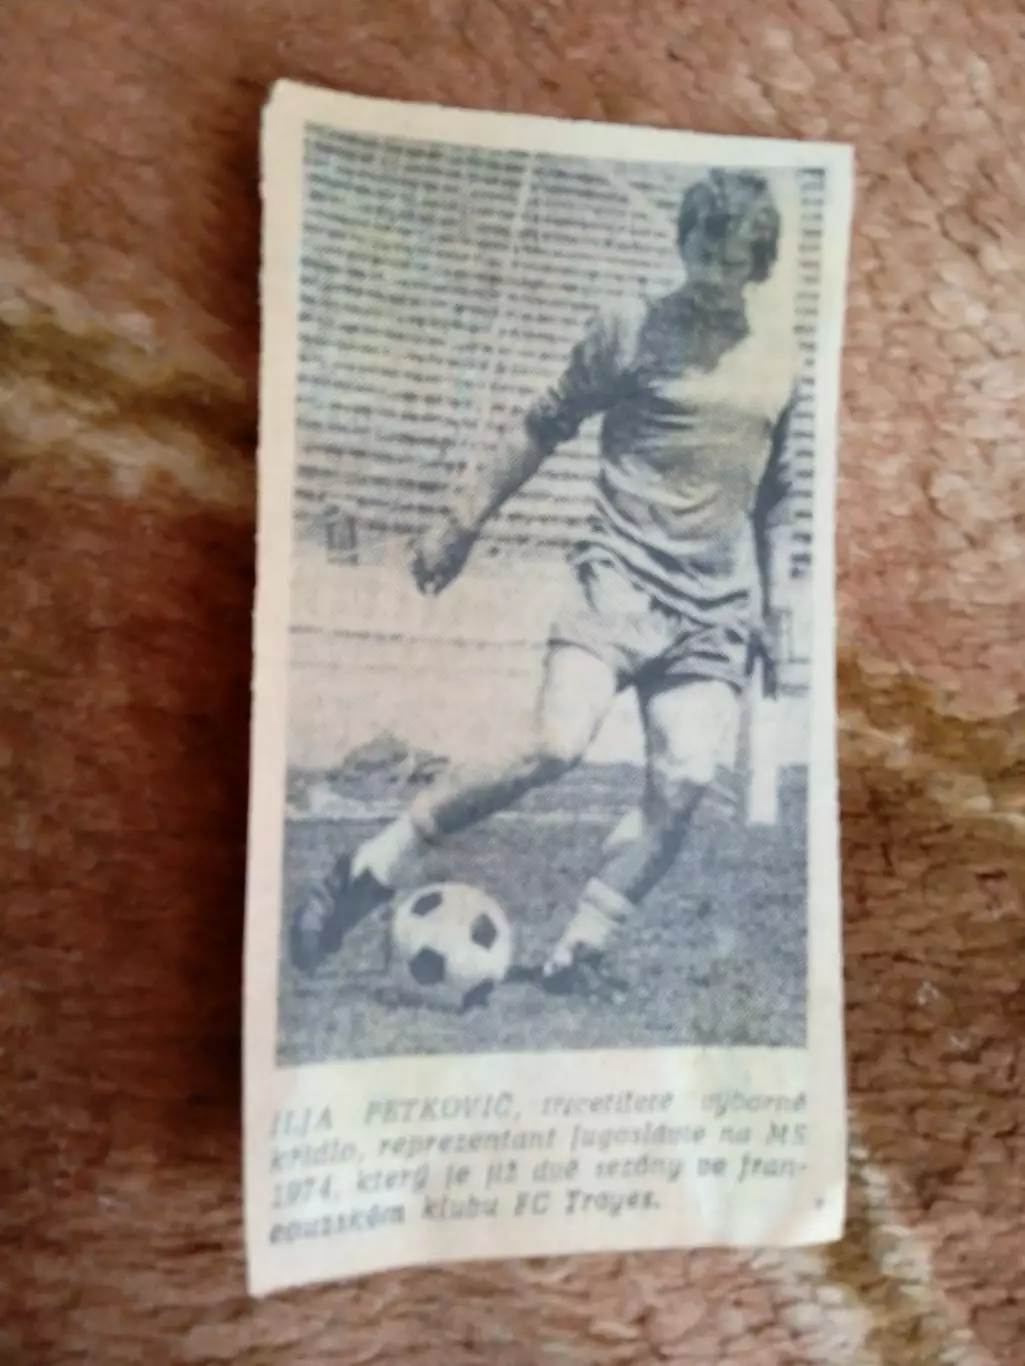 ILJA PETKOVIČ, třicetileté výborné
křídlo, reprezentant Jugoslávie na MS
1974, který je již dvě sezóny ve fran-
couzském klubu FC Troyes.